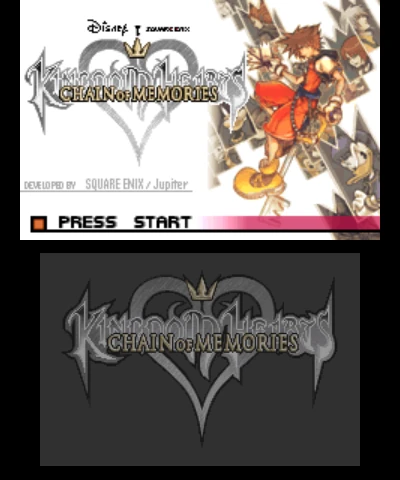 Disney SQUARE ENIX
KINGDOM HEARTS
CHAIN OF MEMORIES
DEVELOPED BY SQUARE ENIX / Jupiter
PRESS START
KINGDOM HEARTS
CHAIN OF MEMORIES